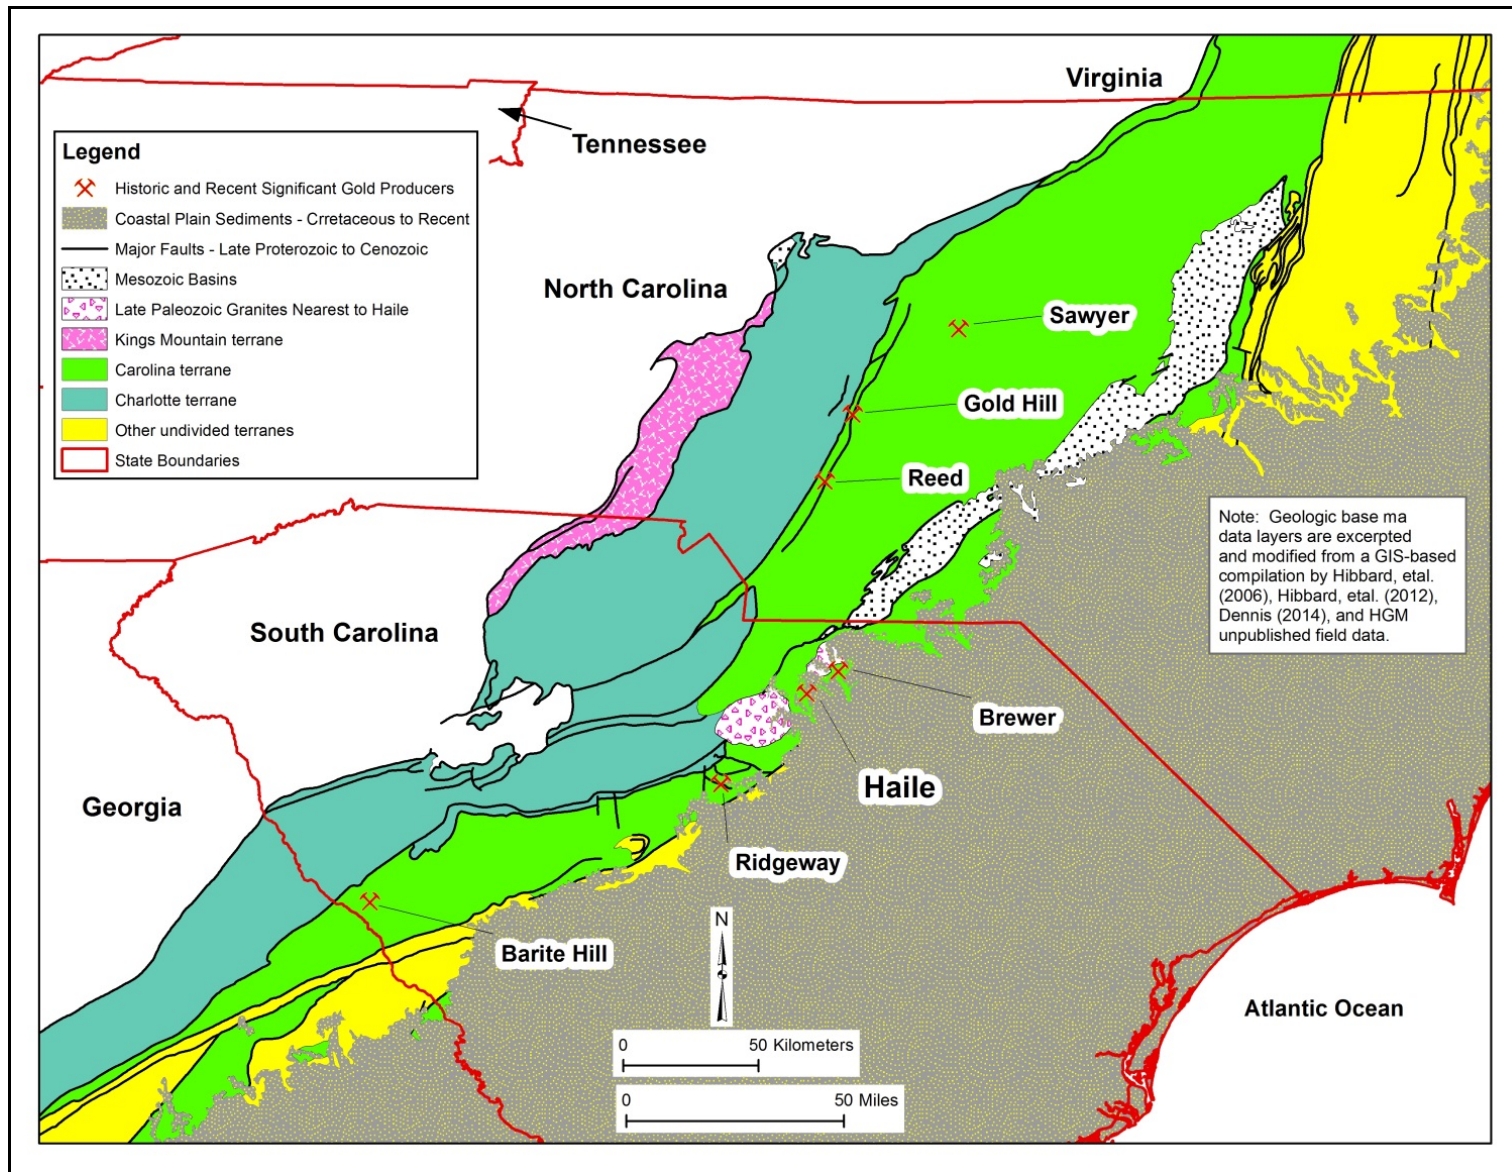 Virginia
Tennessee
Legend
Historic and Recent Significant Gold Producers
Coastal Plain Sediments - Crretaceous to Recent
Major Faults - Late Proterozoic to Cenozoic
Mesozoic Basins
Late Paleozoic Granites Nearest to Haile
Kings Mountain terrane
Carolina terrane
Charlotte terrane
Other undivided terranes
State Boundaries
North Carolina
Sawyer
Gold Hill
Reed
Note: Geologic base ma
data layers are excerpted
and modified from a GIS-based
compilation by Hibbard, etal.
(2006), Hibbard, etal. (2012),
Dennis (2014), and HGM
unpublished field data.
South Carolina
Brewer
Haile
Georgia
Ridgeway
Barite Hill
N
Atlantic Ocean
0 50 Kilometers
0 50 Miles